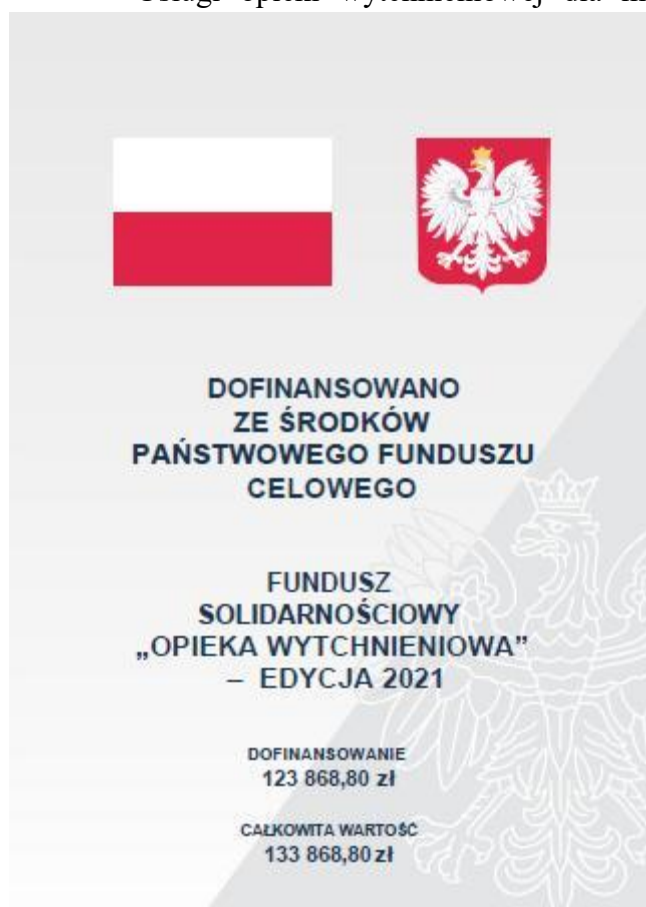 DOFINANSOWANO
ZE ŚRODKÓW
PAŃSTWOWEGO FUNDUSZU
CELOWEGO
FUNDUSZ
SOLIDARNOŚCIOWY
„OPIEKA WYTCHNIENIOWA”
– EDYCJA 2021
DOFINANSOWANIE
123 868,80 zł
CAŁKOWITA WARTOŚĆ
133 868,80 zł